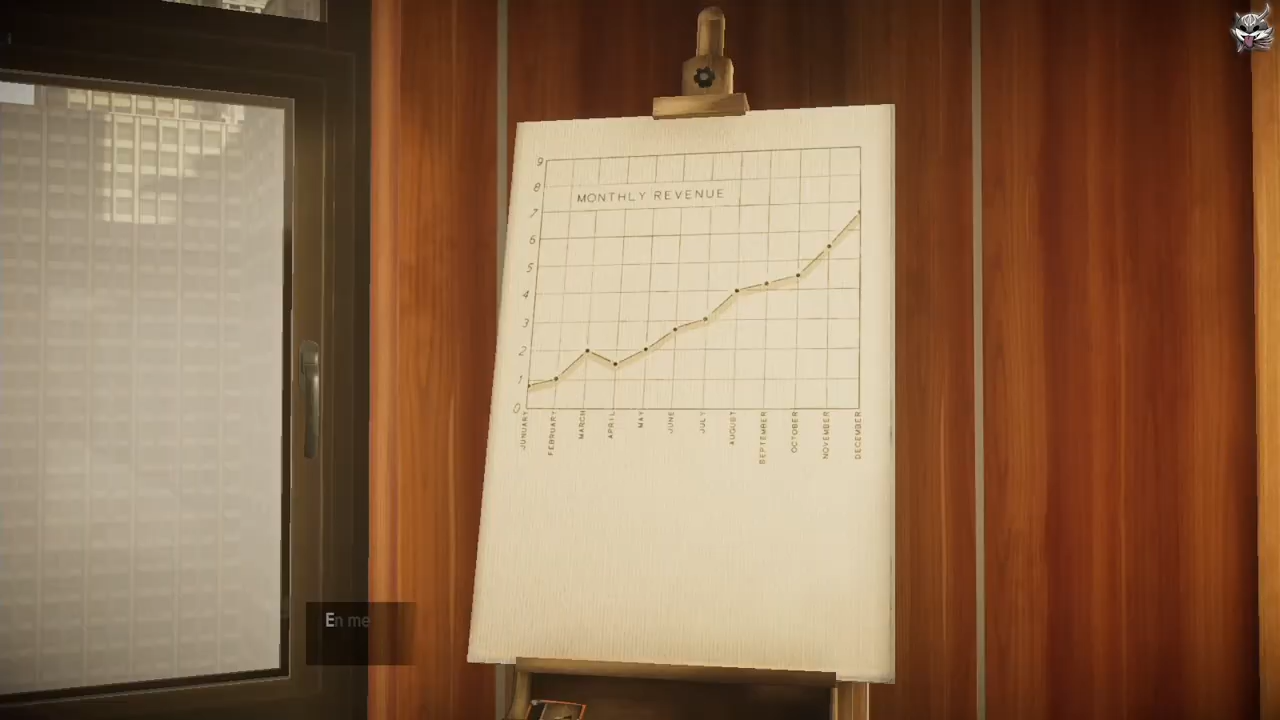 9
8
MONTHLY REVENUE
7
6
5
4
3
2
1
0
JUNUARY
FEBRUARY
MARCH
APRIL
MAY
JUNE
JULY
AUGUST
SEPTEMBER
OCTOBER
NOVEMBER
DECEMBER
En me